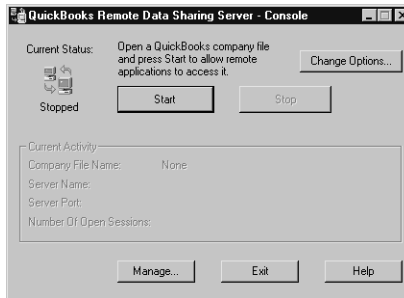 QuickBooks Remote Data Sharing Server - Console
Current Status:
Stopped
Open a QuickBooks company file
and press Start to allow remote
applications to access it.
Change Options...
Start
Stop
Current Activity
Company File Name: None
Server Name:
Server Port:
Number Of Open Sessions:
Manage...
Exit
Help